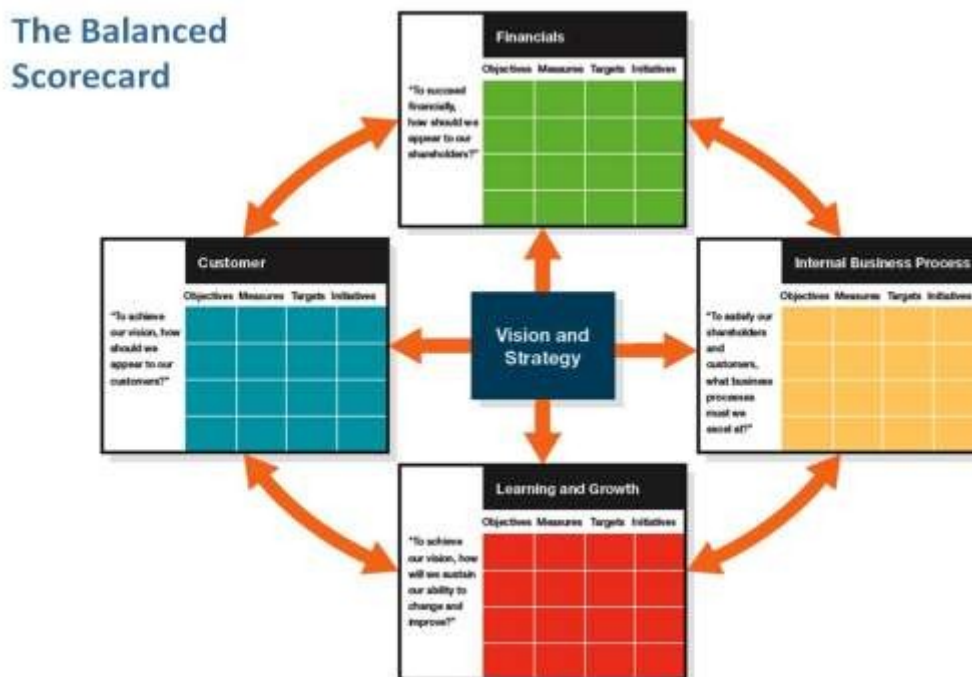 The Balanced
Scorecard
Financials
Objectives Measures Targets Initiatives
"To succeed
financially,
how should we
appear to our
shareholders?"
Customer
Objectives Measures Targets Initiatives
"To achieve
our vision, how
should we
appear to our
customers?"
Vision and
Strategy
Internal Business Process
Objectives Measures Targets Initiatives
"To satisfy our
shareholders
and
customers,
what business
processes
must we
excel at?"
Learning and Growth
Objectives Measures Targets Initiatives
"To achieve
our vision, how
will we sustain
our ability to
change and
improve?"